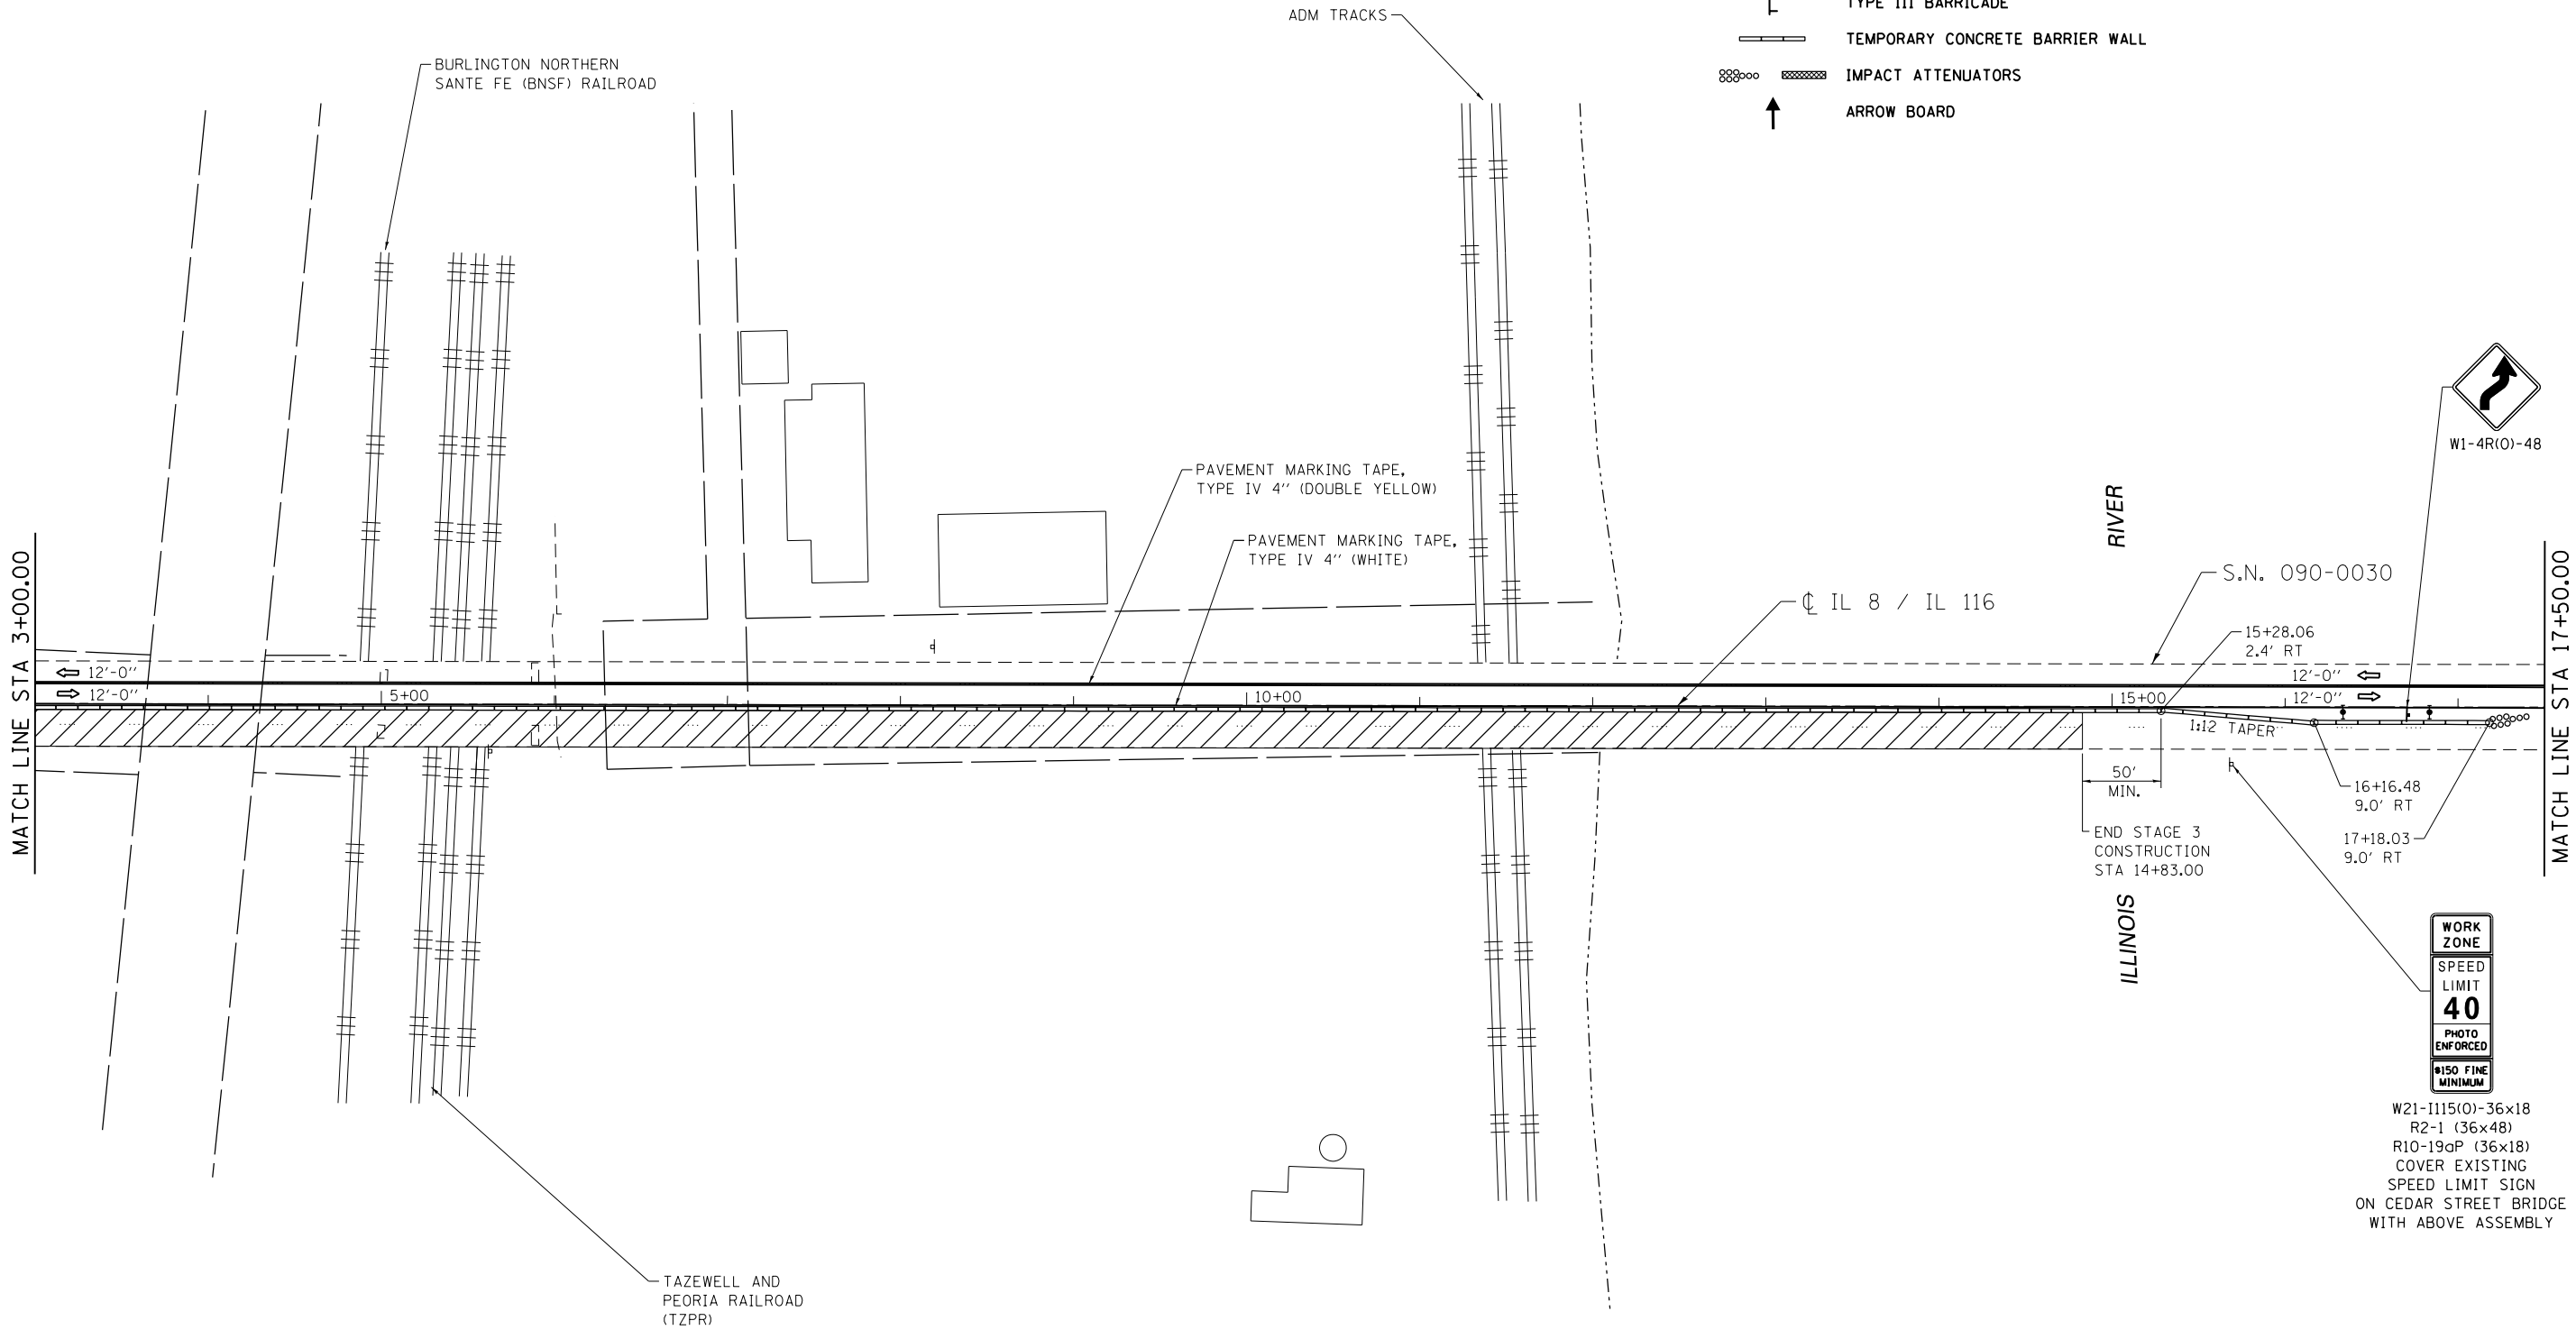 ADM TRACKS
TYPE III BARRICADE
TEMPORARY CONCRETE BARRIER WALL
IMPACT ATTENUATORS
ARROW BOARD
BURLINGTON NORTHERN
SANTE FE (BNSF) RAILROAD
W1-4R(O)-48
PAVEMENT MARKING TAPE,
TYPE IV 4'' (DOUBLE YELLOW)
PAVEMENT MARKING TAPE,
TYPE IV 4'' (WHITE)
RIVER
S.N. 090-0030
℄ IL 8 / IL 116
15+28.06
2.4' RT
MATCH LINE STA 3+00.00
MATCH LINE STA 17+50.00
12'-0''
12'-0''
12'-0''
12'-0''
5+00
10+00
15+00
1:12 TAPER
50'
MIN.
16+16.48
9.0' RT
17+18.03
9.0' RT
END STAGE 3
CONSTRUCTION
STA 14+83.00
ILLINOIS
WORK
ZONE
SPEED
LIMIT
40
PHOTO
ENFORCED
$150 FINE
MINIMUM
W21-I115(O)-36x18
R2-1 (36x48)
R10-19aP (36x18)
COVER EXISTING
SPEED LIMIT SIGN
ON CEDAR STREET BRIDGE
WITH ABOVE ASSEMBLY
TAZEWELL AND
PEORIA RAILROAD
(TZPR)